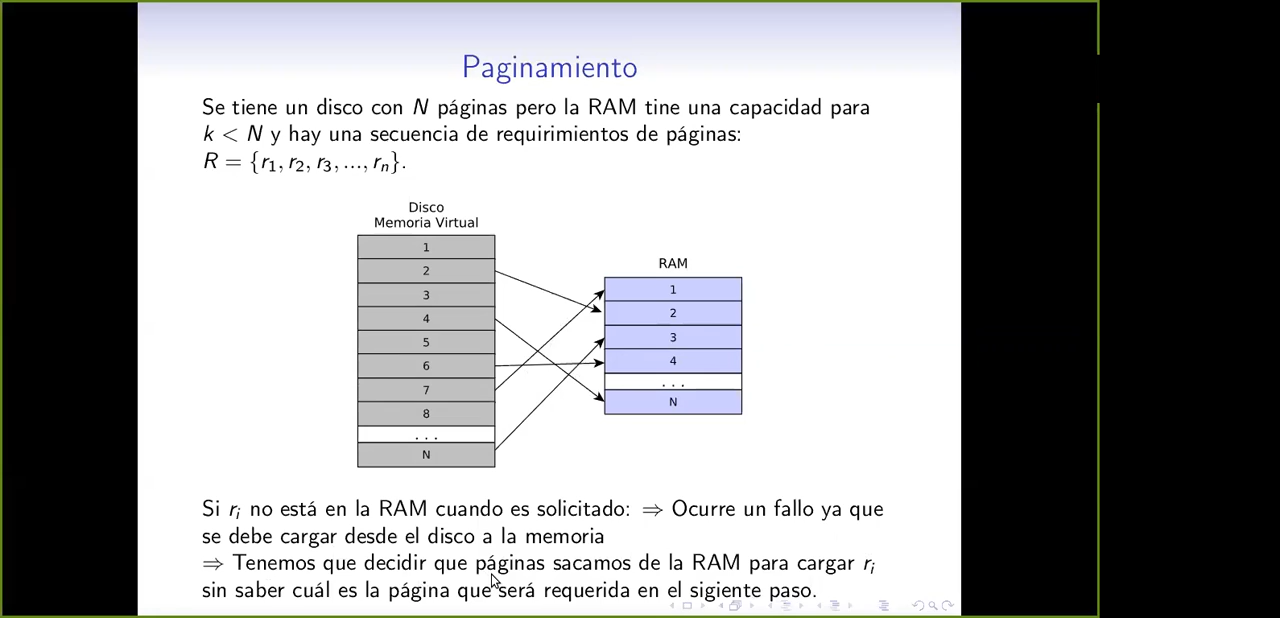 Paginamiento
Se tiene un disco con N páginas pero la RAM tine una capacidad para
k < N y hay una secuencia de requirimientos de páginas:
R = {r₁, r₂, r₃, ..., rₙ}.
Disco
Memoria Virtual
1
2
3
4
5
6
7
8
. . .
N
RAM
1
2
3
4
. . .
N
Si rᵢ no está en la RAM cuando es solicitado: ⇒ Ocurre un fallo ya que
se debe cargar desde el disco a la memoria
⇒ Tenemos que decidir que páginas sacamos de la RAM para cargar rᵢ
sin saber cuál es la página que será requerida en el sigiente paso.